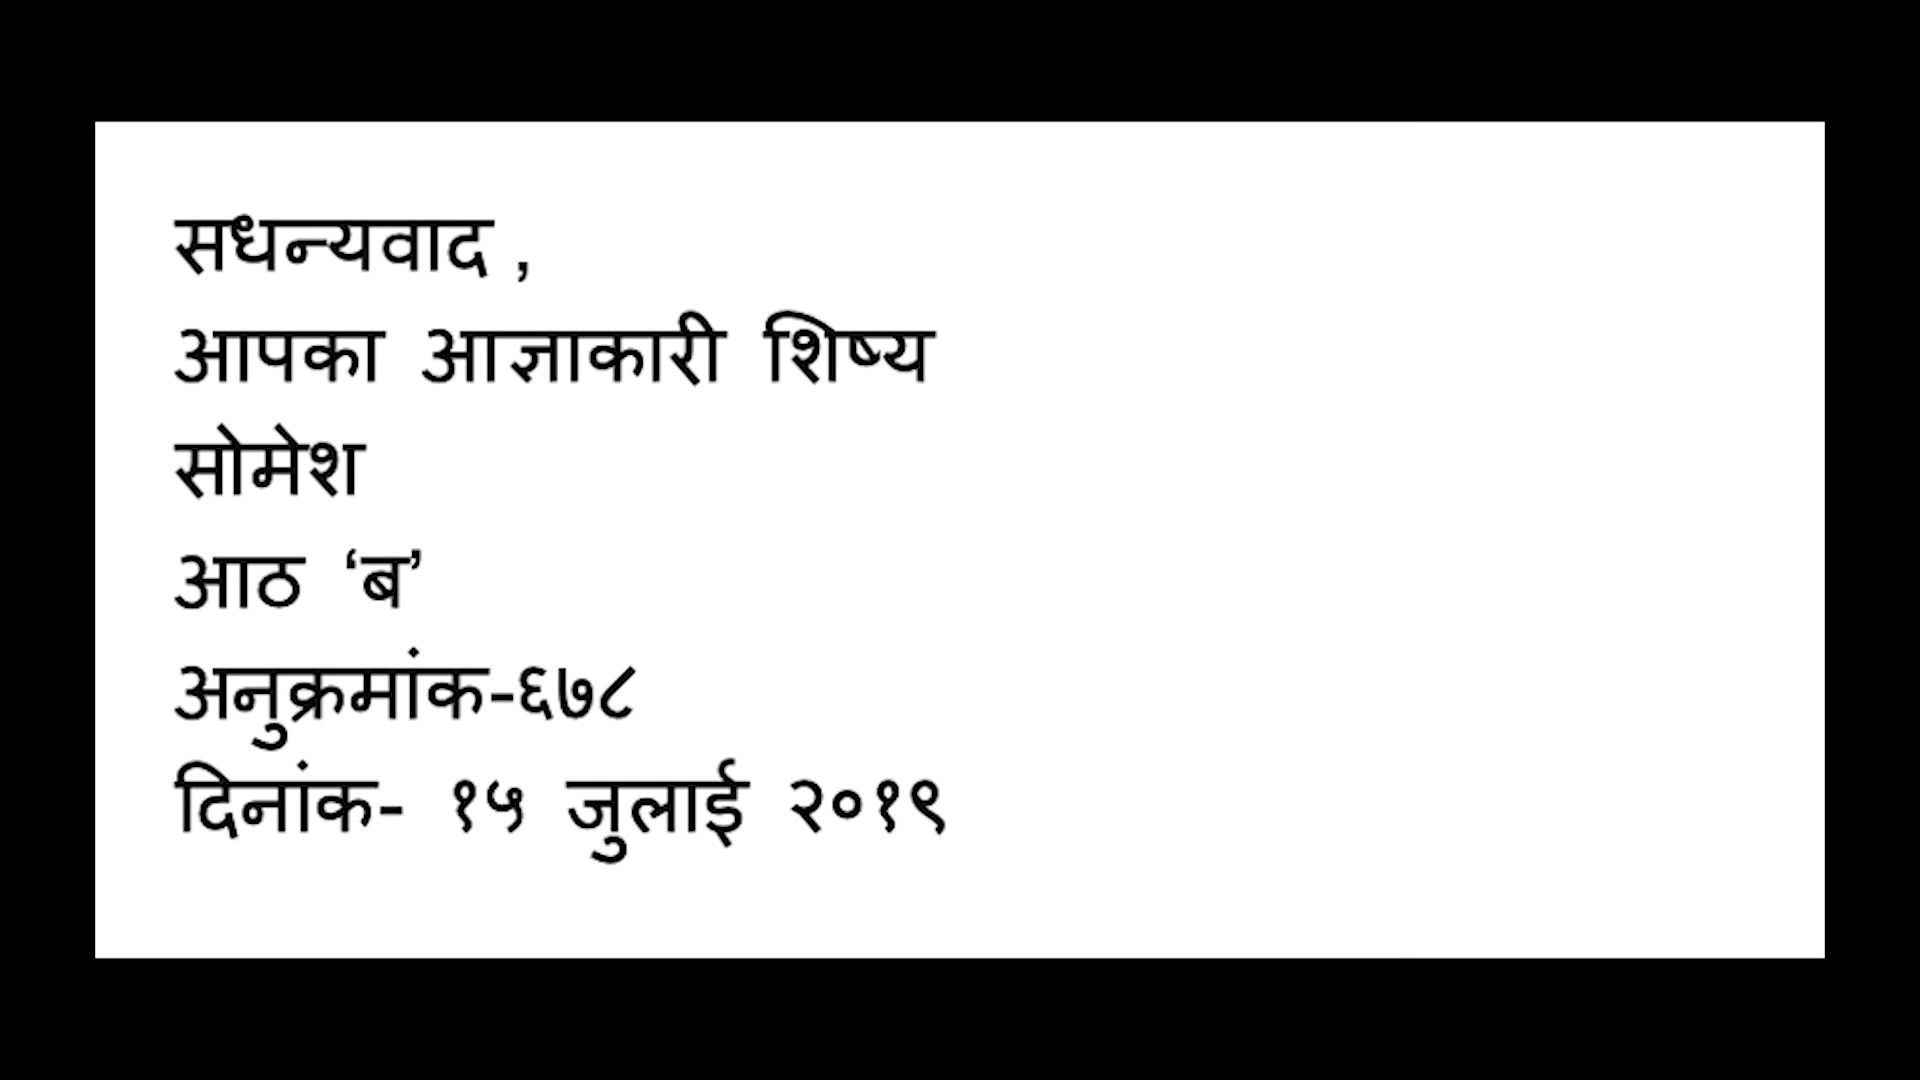 सधन्यवाद ,
आपका आज्ञाकारी शिष्य
सोमेश
आठ ‘ब’
अनुक्रमांक-६७८
दिनांक- १५ जुलाई २०१९